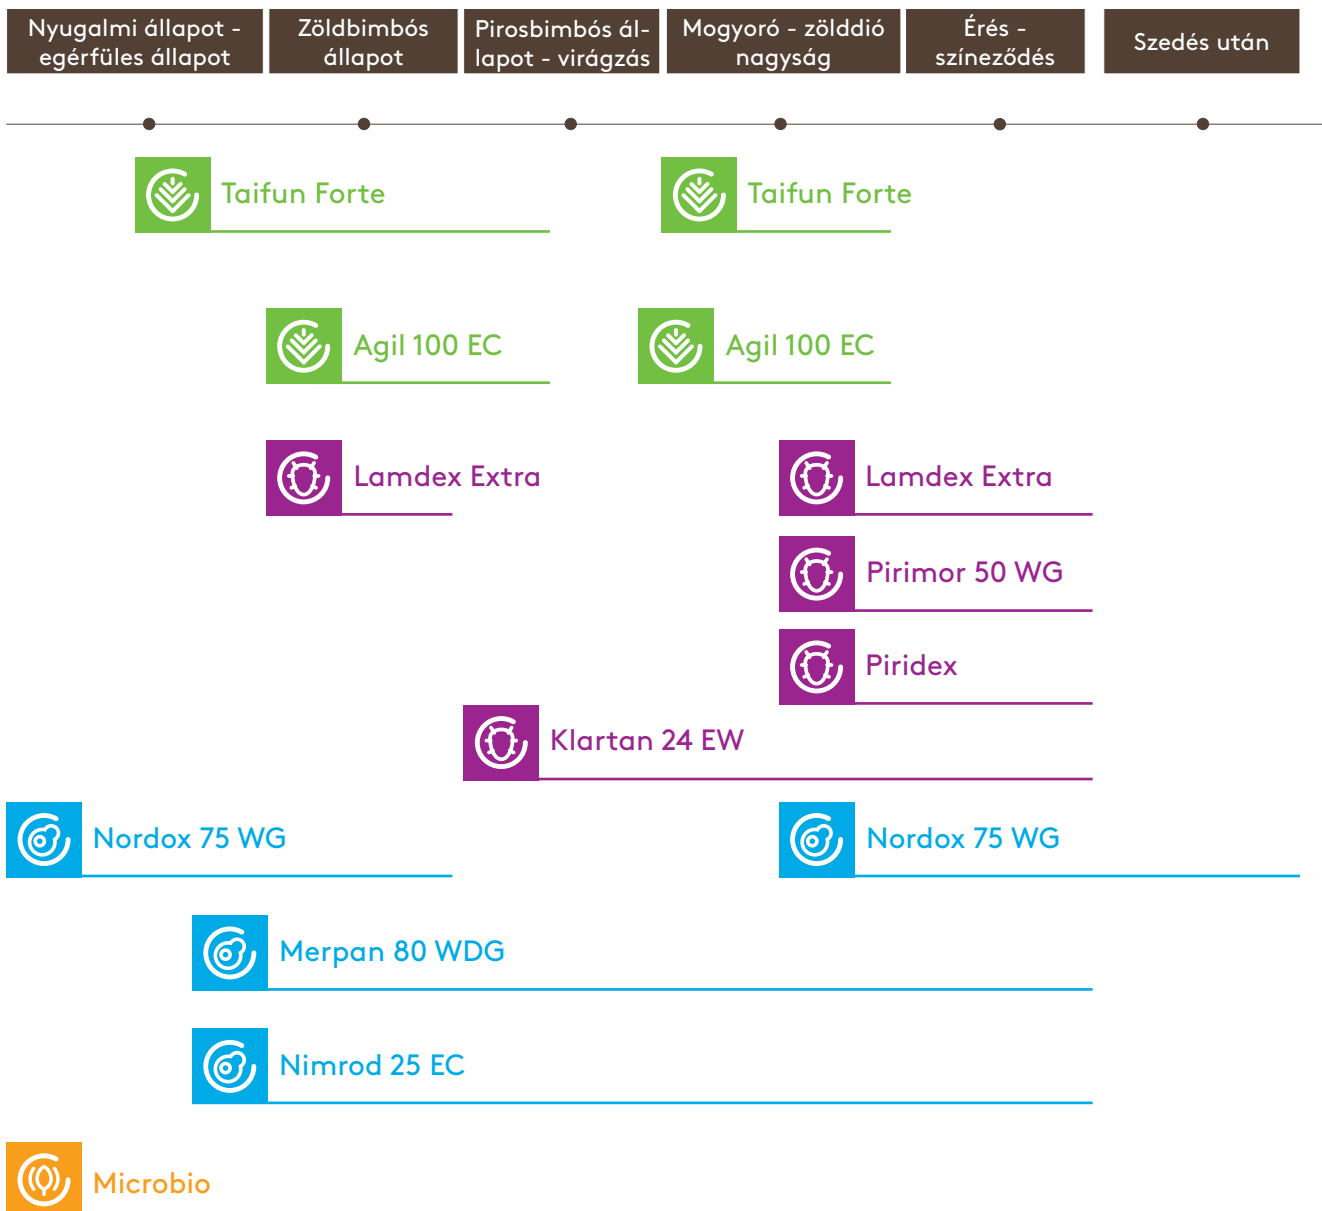 Nyugalmi állapot -
egérfüles állapot
Zöldbimbós
állapot
Pirosbimbós ál-
lapot - virágzás
Mogyoró - zölddió
nagyság
Érés -
színeződés
Szedés után
Taifun Forte
Taifun Forte
Agil 100 EC
Agil 100 EC
Lamdex Extra
Lamdex Extra
Pirimor 50 WG
Piridex
Klartan 24 EW
Nordox 75 WG
Nordox 75 WG
Merpan 80 WDG
Nimrod 25 EC
Microbio